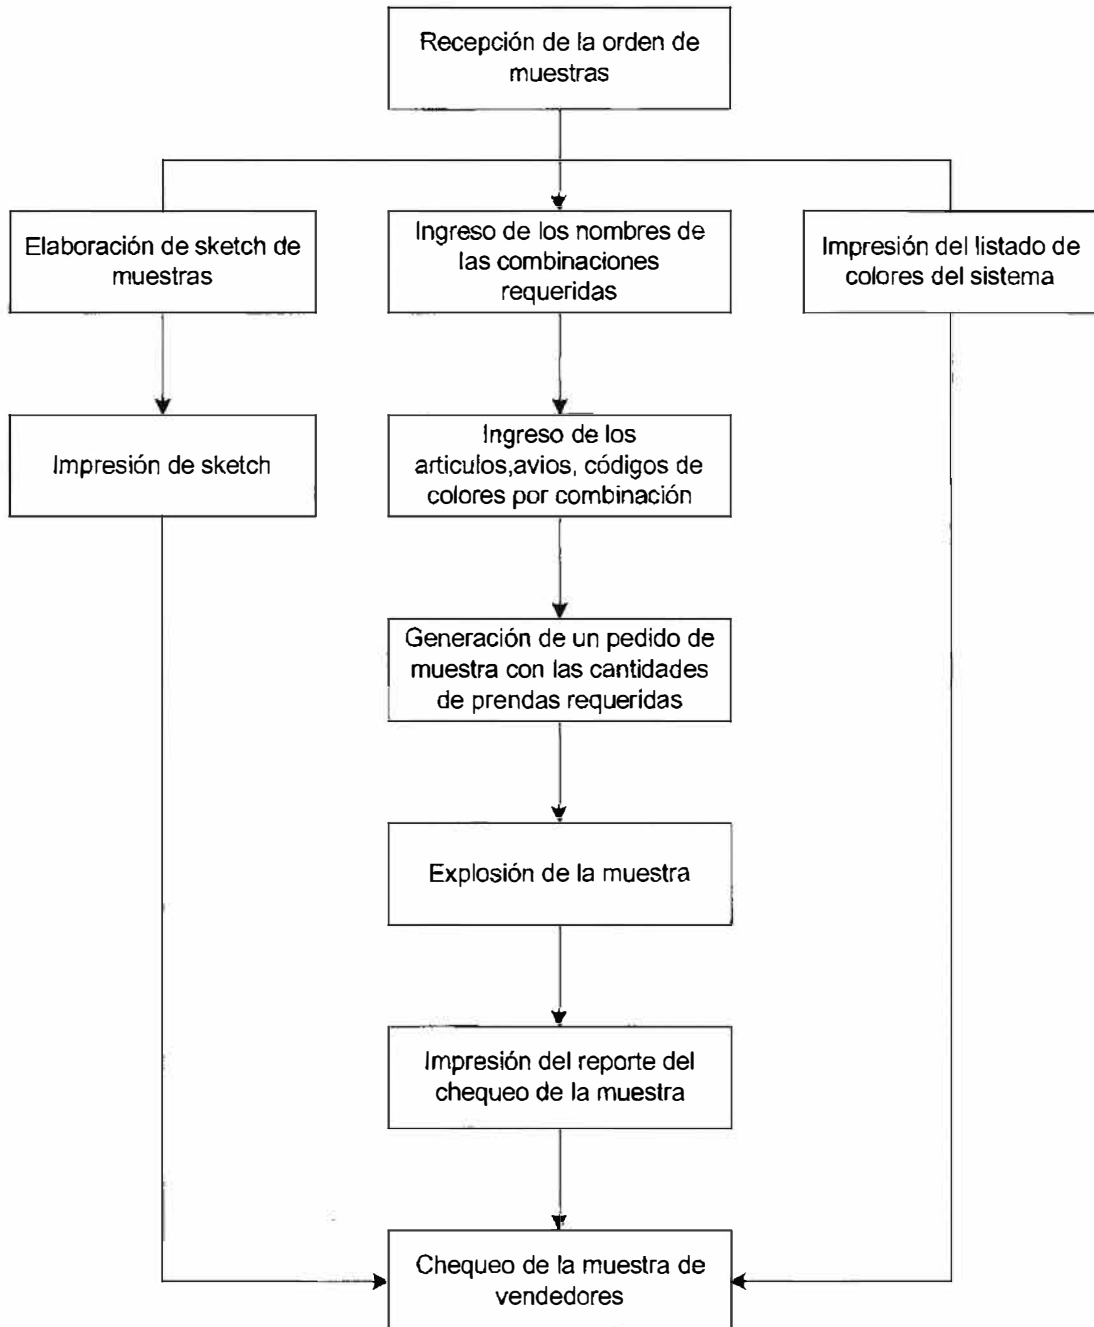 Recepción de la orden de
muestras
Elaboración de sketch de
muestras
Ingreso de los nombres de
las combinaciones
requeridas
Impresión del listado de
colores del sistema
Impresión de sketch
Ingreso de los
articulos,avios, códigos de
colores por combinación
Generación de un pedido de
muestra con las cantidades
de prendas requeridas
Explosión de la muestra
Impresión del reporte del
chequeo de la muestra
Chequeo de la muestra de
vendedores